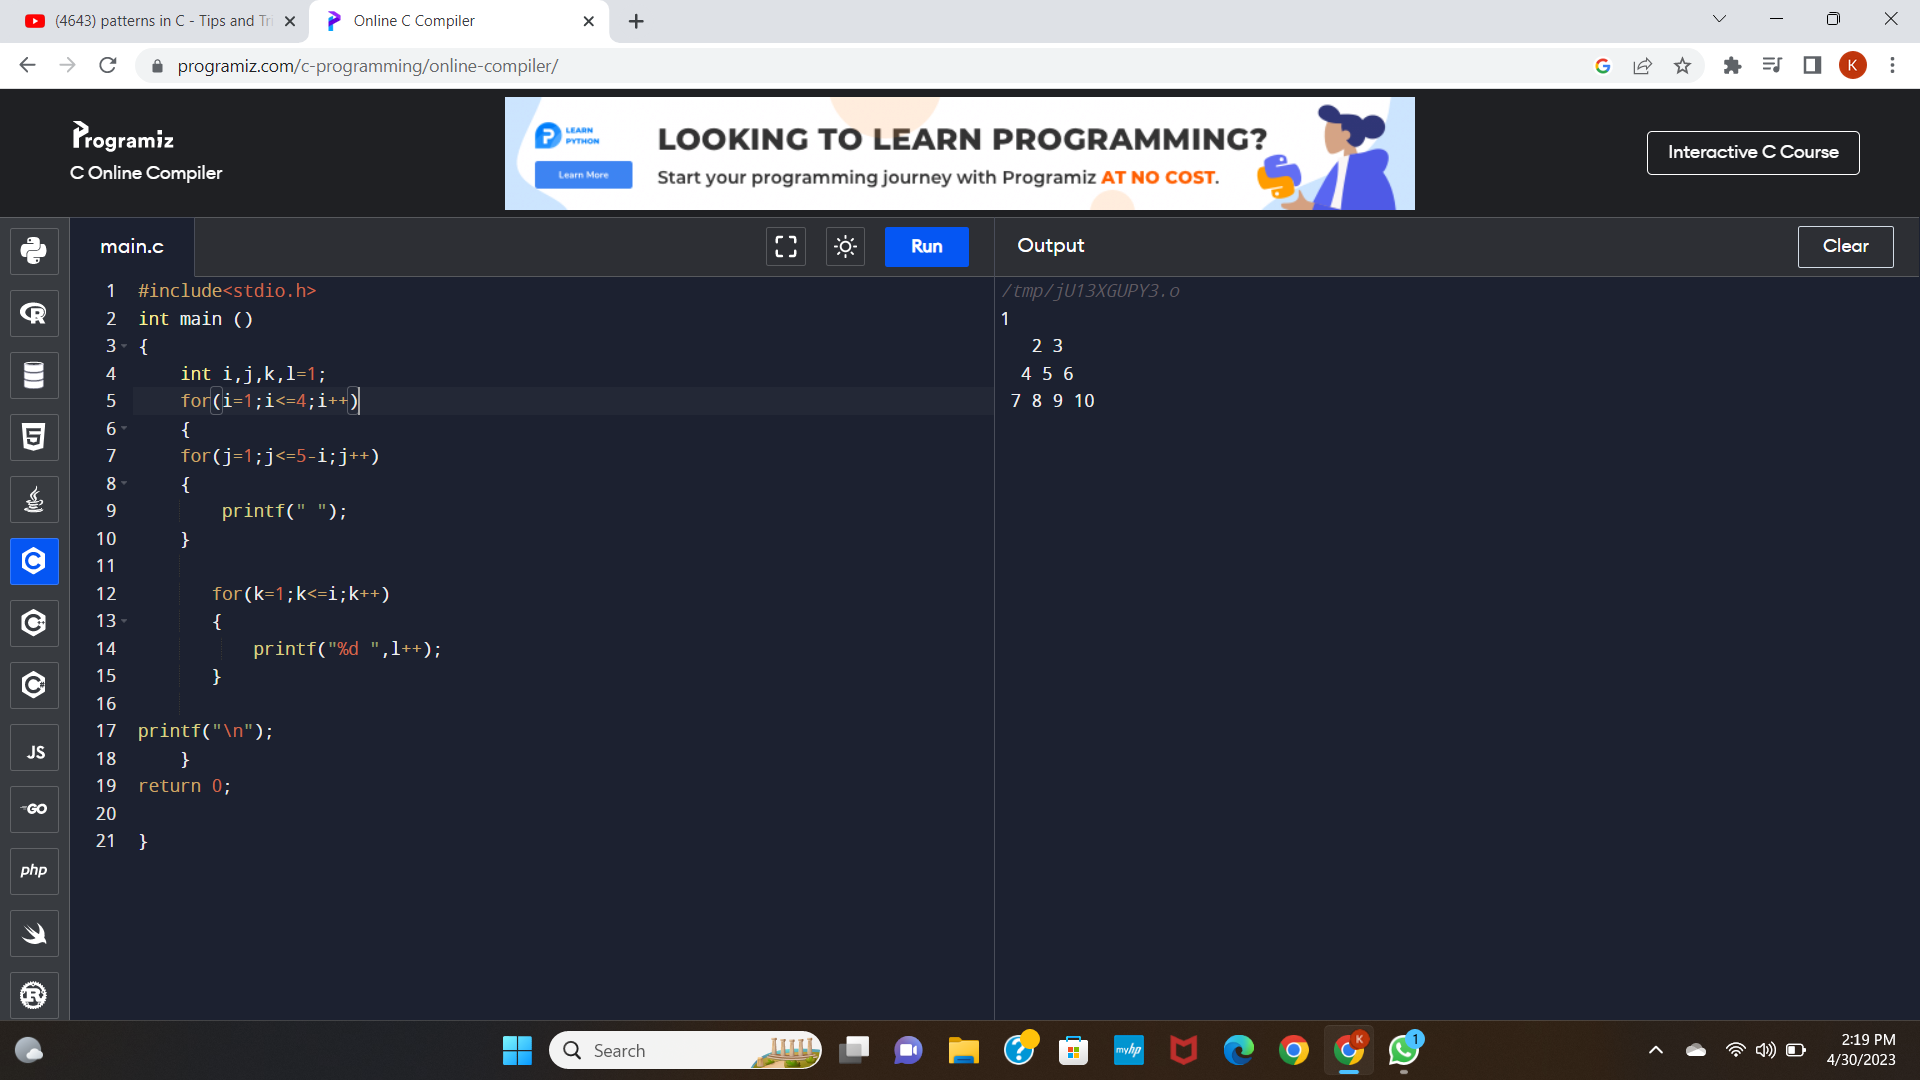 (4643) patterns in C - Tips and Tri
Online C Compiler
programiz.com/c-programming/online-compiler/
K
Programiz
C Online Compiler
LEARN
PYTHON
Learn More
LOOKING TO LEARN PROGRAMMING?
Start your programming journey with Programiz AT NO COST.
Interactive C Course
main.c
Run
Output
Clear
1 #include<stdio.h>
2 int main ()
3 {
4 int i,j,k,l=1;
5 for(i=1;i<=4;i++)
6 {
7 for(j=1;j<=5-i;j++)
8 {
9 printf(" ");
10 }
11
12 for(k=1;k<=i;k++)
13 {
14 printf("%d ",l++);
15 }
16
17 printf("\n");
18 }
19 return 0;
20
21 }
/tmp/jU13XGUPY3.o
1
2 3
4 5 6
7 8 9 10
R
5
C
C
C
JS
GO
php
R
Search
myhp
K
1
2:19 PM
4/30/2023